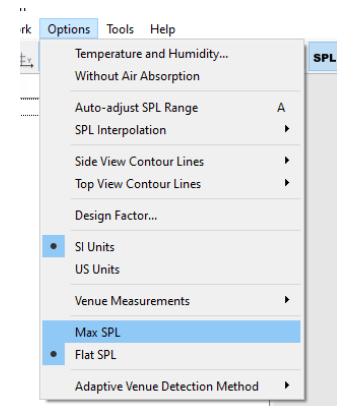 rk Options Tools Help
SPL
Temperature and Humidity...
Without Air Absorption
Auto-adjust SPL Range A
SPL Interpolation
Side View Contour Lines
Top View Contour Lines
Design Factor...
SI Units
US Units
Venue Measurements
Max SPL
Flat SPL
Adaptive Venue Detection Method